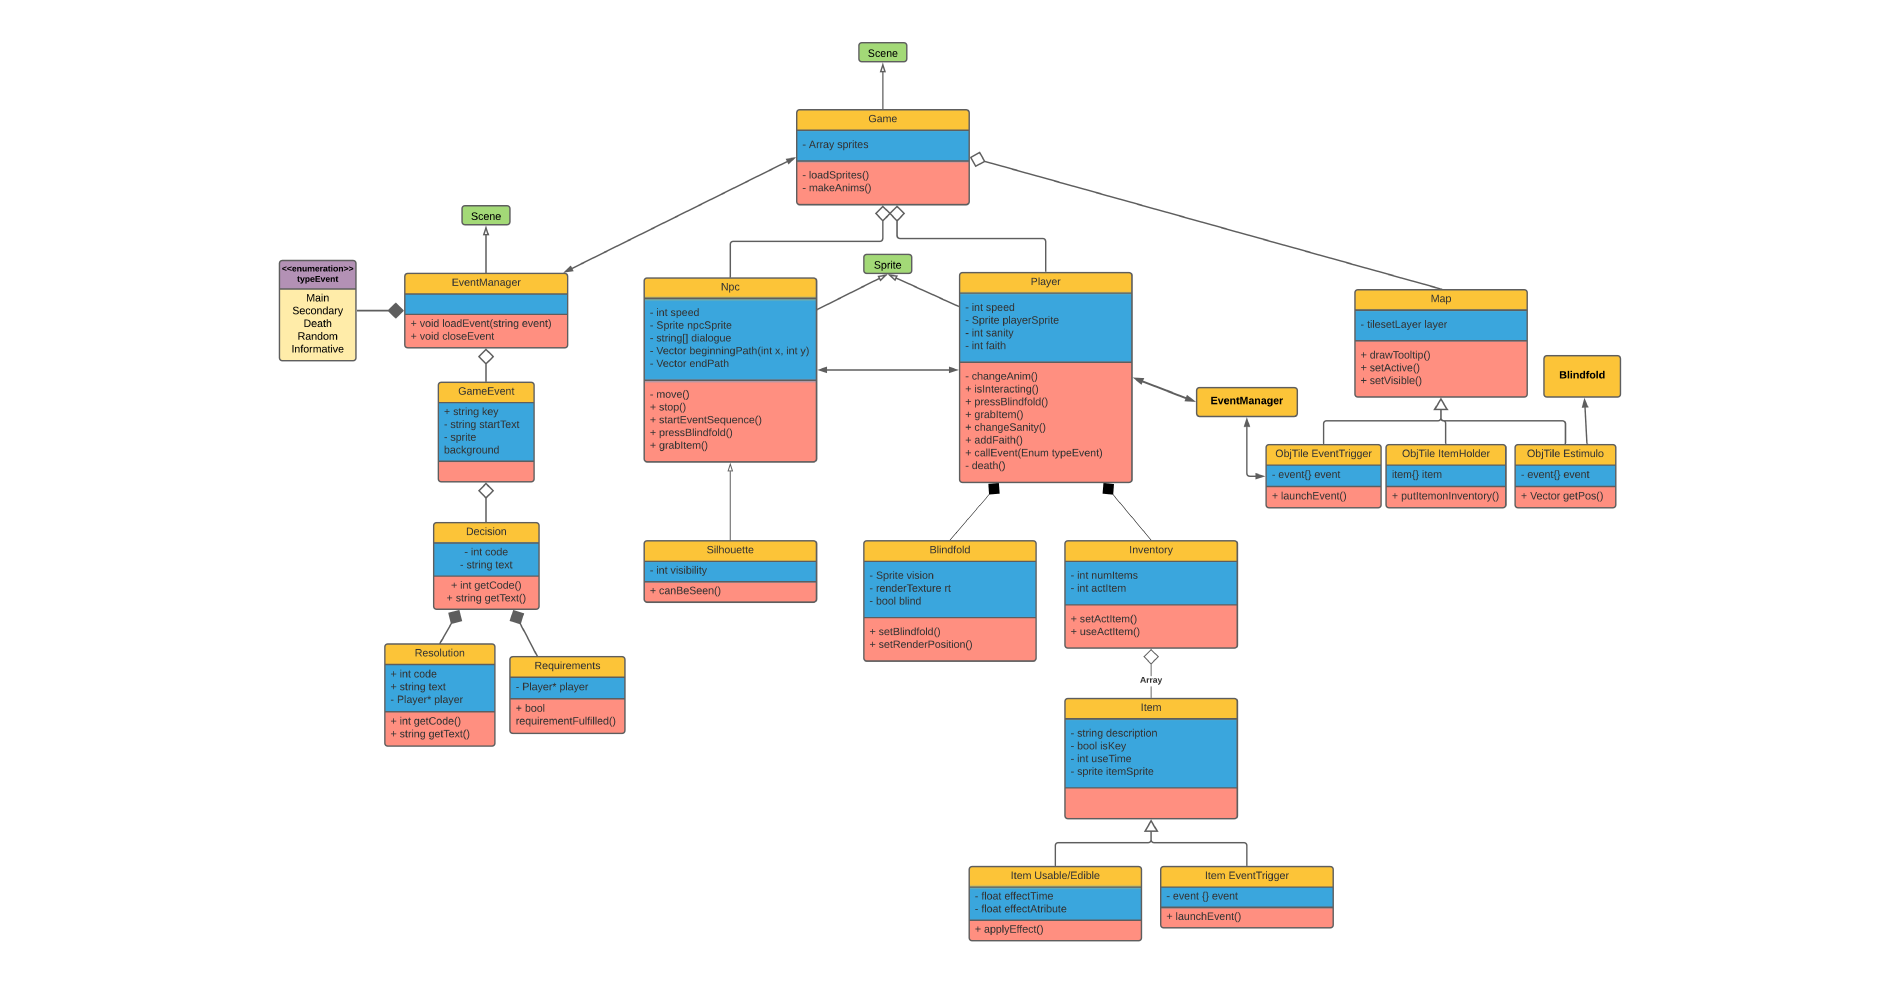 Scene
Game
- Array sprites
- loadSprites()
- makeAnims()
Scene
<<enumeration>>
typeEvent
Main
Secondary
Death
Random
Informative
EventManager
+ void loadEvent(string event)
+ void closeEvent
GameEvent
+ string key
- string startText
- sprite
background
Decision
- int code
- string text
+ int getCode()
+ string getText()
Resolution
+ int code
+ string text
- Player* player
+ int getCode()
+ string getText()
Requirements
- Player* player
+ bool
requirementFulfilled()
Sprite
Npc
- int speed
- Sprite npcSprite
- string[] dialogue
- Vector beginningPath(int x, int y)
- Vector endPath
- move()
+ stop()
+ startEventSequence()
+ pressBlindfold()
+ grabItem()
Silhouette
- int visibility
+ canBeSeen()
Player
- int speed
- Sprite playerSprite
- int sanity
- int faith
- changeAnim()
+ isInteracting()
+ pressBlindfold()
+ grabItem()
+ changeSanity()
+ addFaith()
+ callEvent(Enum typeEvent)
- death()
Blindfold
- Sprite vision
- renderTexture rt
- bool blind
+ setBlindfold()
+ setRenderPosition()
Inventory
- int numItems
- int actItem
+ setActItem()
+ useActItem()
Array
Item
- string description
- bool isKey
- int useTime
- sprite itemSprite
Item Usable/Edible
- float effectTime
- float effectAtribute
+ applyEffect()
Item EventTrigger
- event {} event
+ launchEvent()
EventManager
Map
- tilesetLayer layer
+ drawTooltip()
+ setActive()
+ setVisible()
Blindfold
ObjTile EventTrigger
- event{} event
+ launchEvent()
ObjTile ItemHolder
item{} item
+ putItemonInventory()
ObjTile Estimulo
- event{} event
+ Vector getPos()